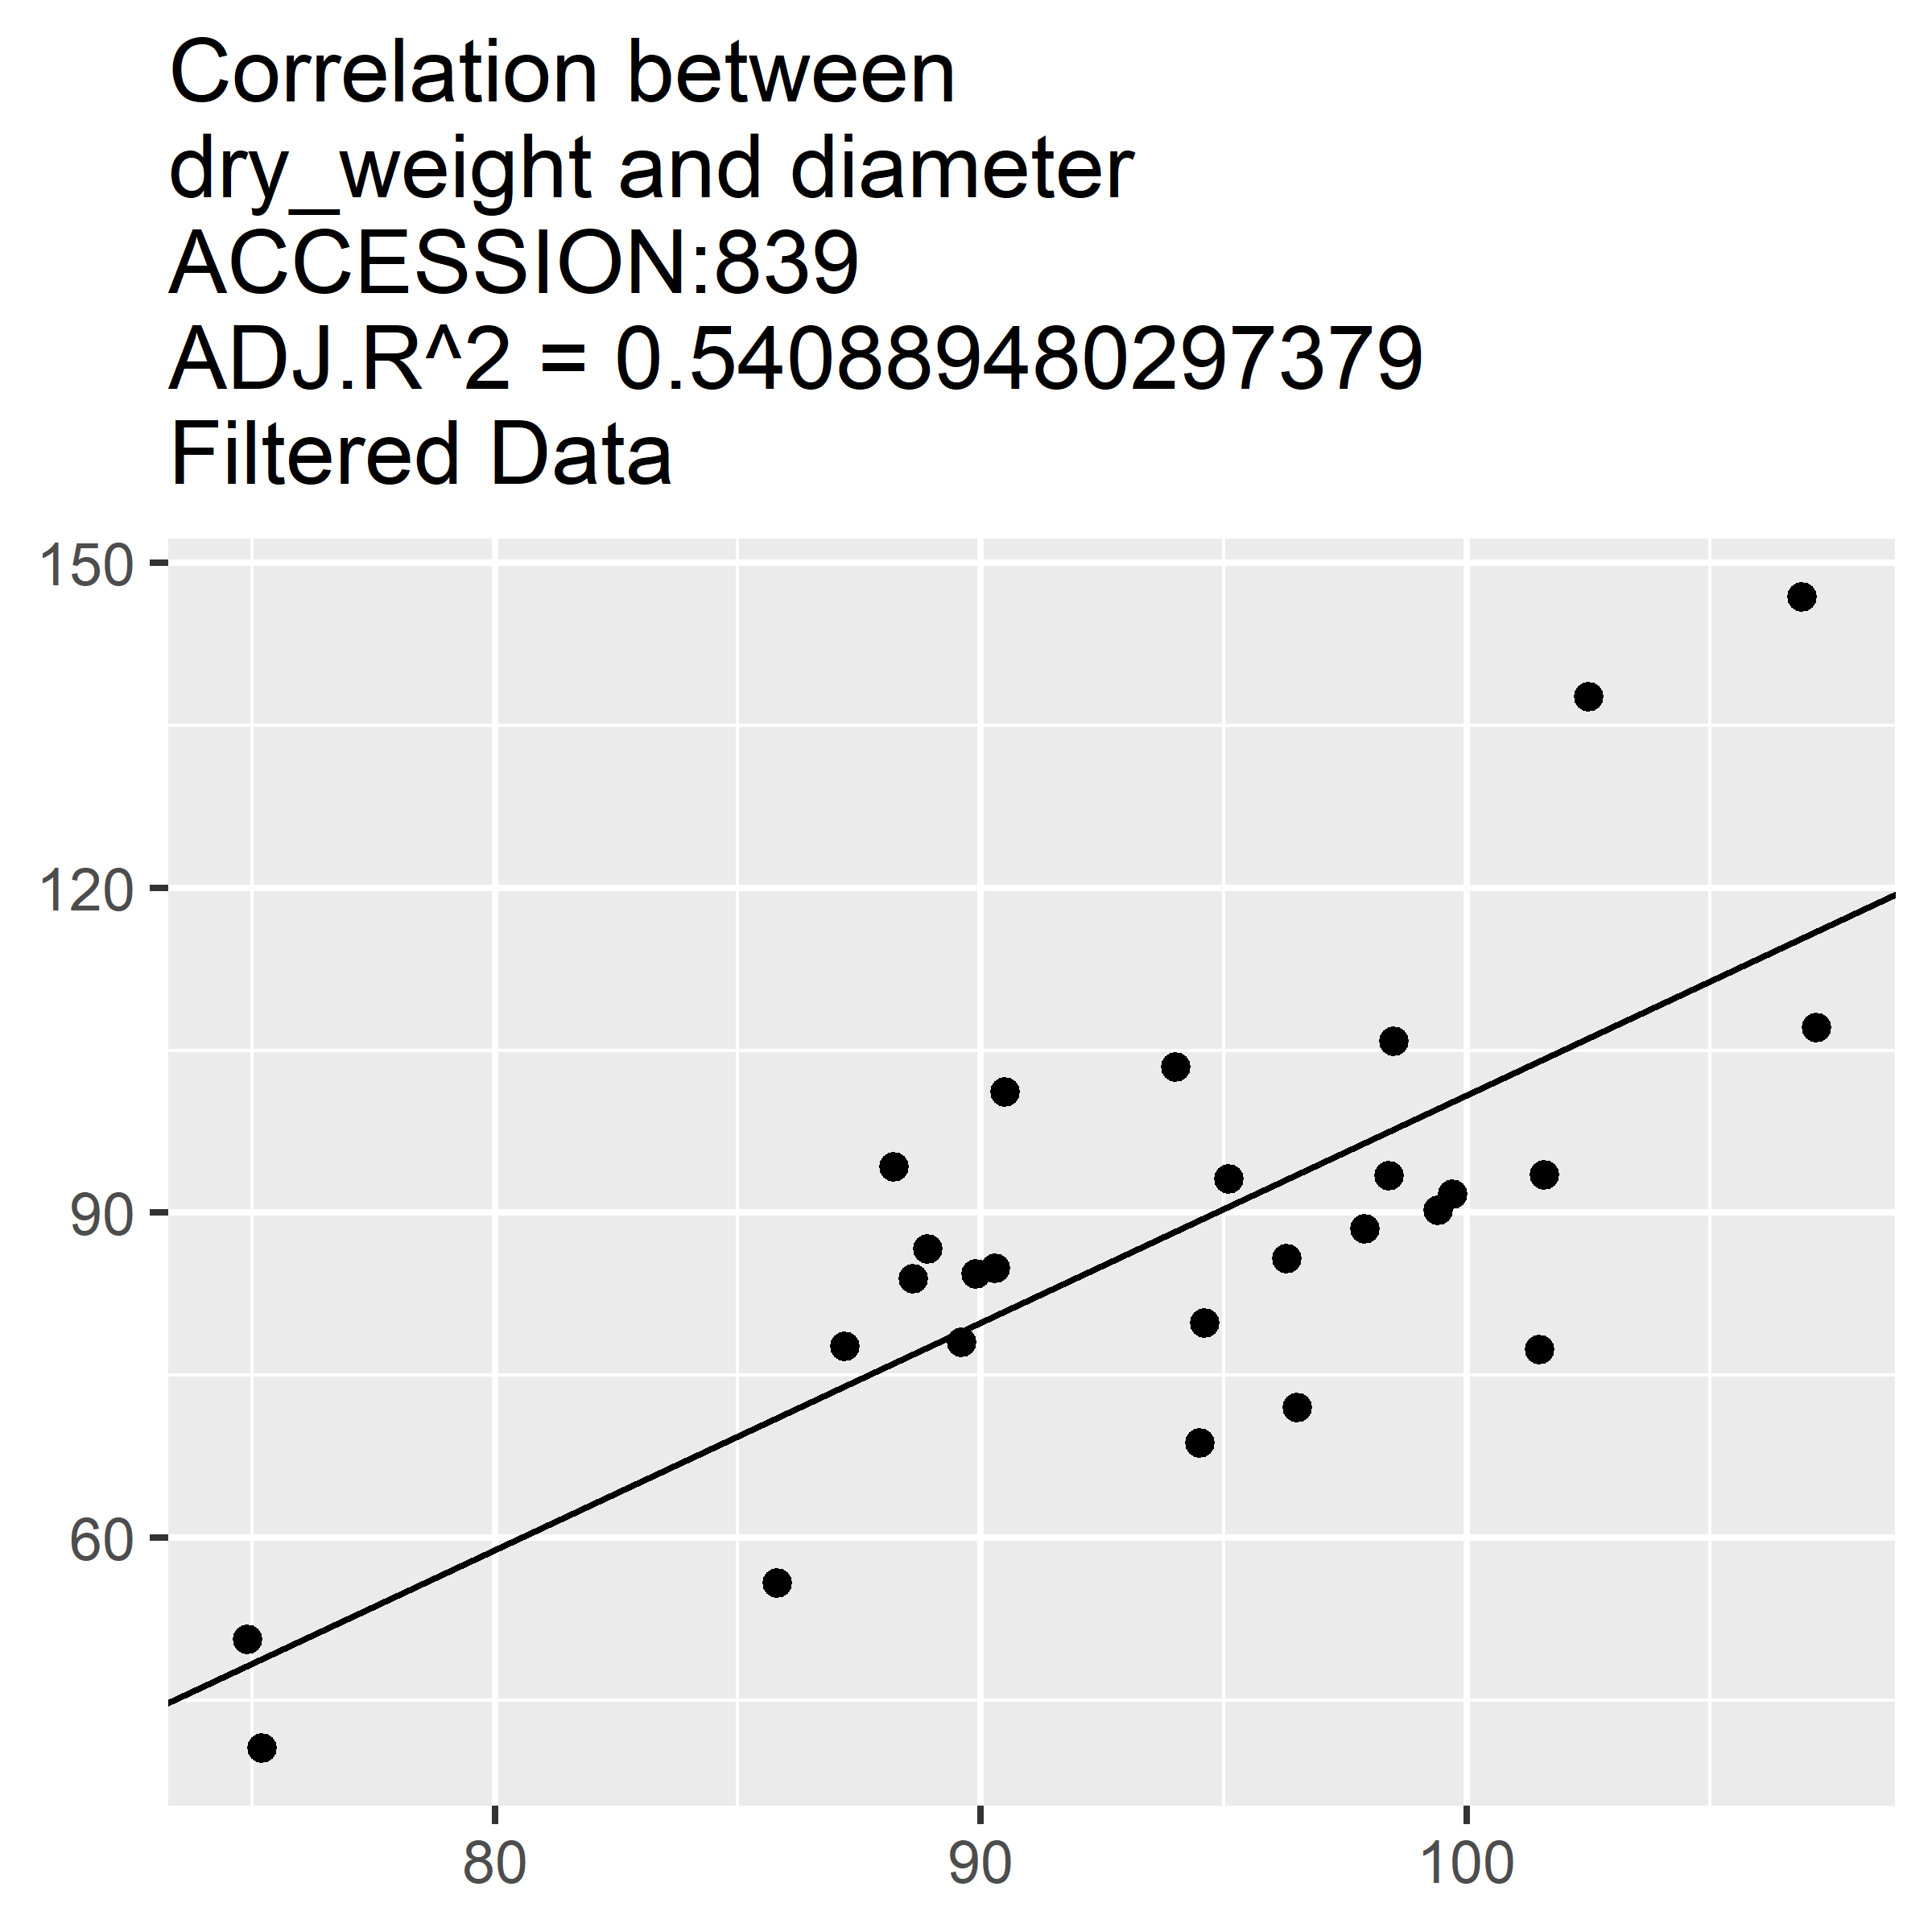 Correlation between
dry_weight and diameter
ACCESSION:839
ADJ.R^2 = 0.540889480297379
Filtered Data
150
120
90
60
80 90 100